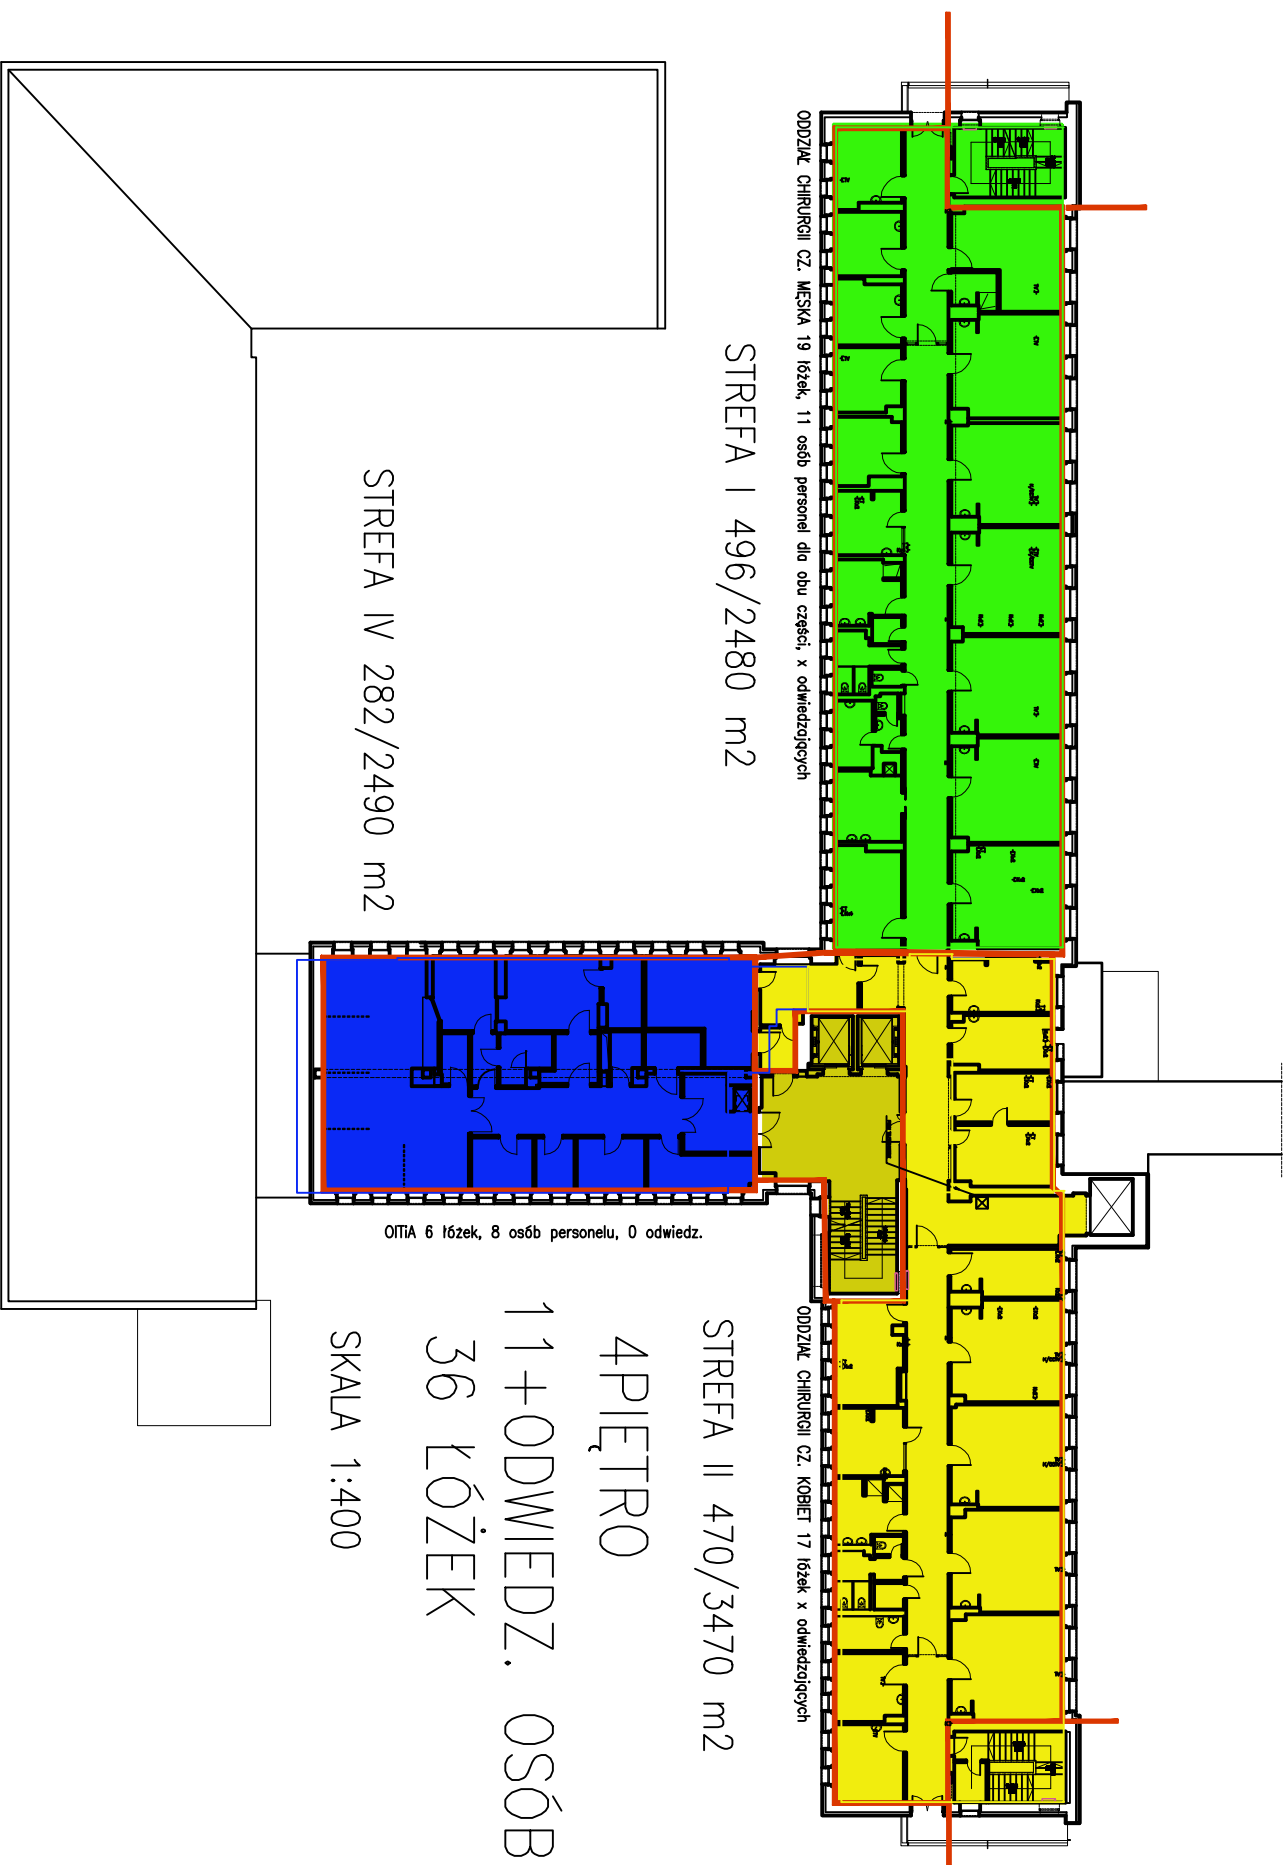 ODDZIAŁ CHIRURGII CZ. MĘSKA 19 łóżek, 11 osób personel dla obu części, x odwiedzających
STREFA I 496/2480 m2
STREFA IV 282/2490 m2
OITiA 6 łóżek, 8 osób personelu, 0 odwiedz.
ODDZIAŁ CHIRURGII CZ. KOBIET 17 łóżek x odwiedzających
STREFA II 470/3470 m2
4PIĘTRO
11+ODWIEDZ. OSÓB
36 ŁÓŻEK
SKALA 1:400